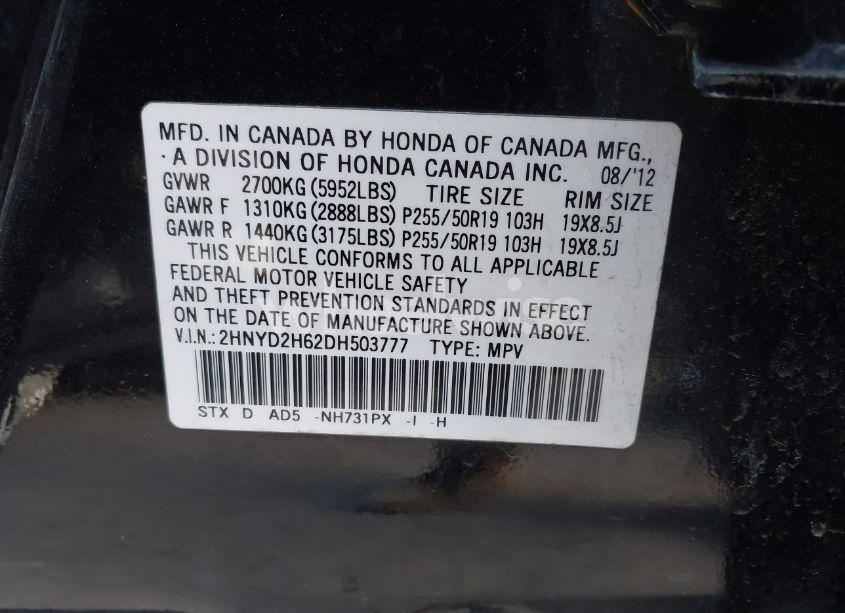 MFD. IN CANADA BY HONDA OF CANADA MFG.,
· A DIVISION OF HONDA CANADA INC. 08/'12
GVWR 2700KG (5952LBS) TIRE SIZE RIM SIZE
GAWR F 1310KG (2888LBS) P255/50R19 103H 19X8.5J
GAWR R 1440KG (3175LBS) P255/50R19 103H 19X8.5J
THIS VEHICLE CONFORMS TO ALL APPLICABLE
FEDERAL MOTOR VEHICLE SAFETY
AND THEFT PREVENTION STANDARDS IN EFFECT
ON THE DATE OF MANUFACTURE SHOWN ABOVE.
V.I.N.: 2HNYD2H62DH503777 TYPE: MPV
STX D AD5 -NH731PX -I -H